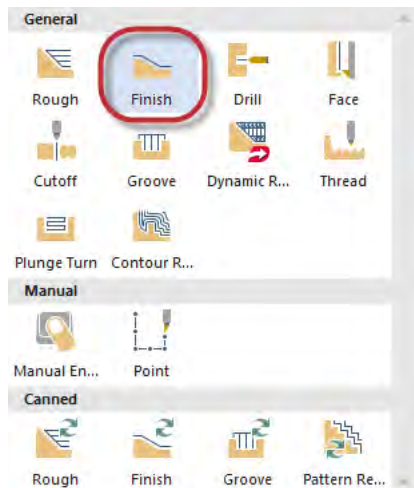 General
Rough Finish Drill Face
Cutoff Groove Dynamic R... Thread
Plunge Turn Contour R...
Manual
Manual En... Point
Canned
Rough Finish Groove Pattern Re...